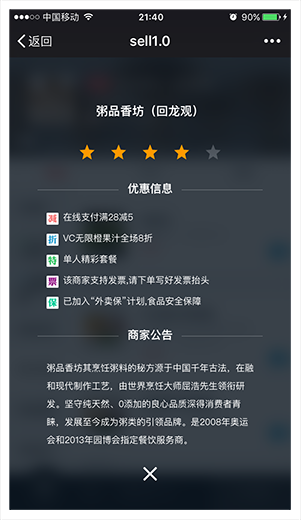 中国移动 21:40 90%
返回 sell1.0
粥品香坊（回龙观）
优惠信息
减 在线支付满28减5
折 VC无限橙果汁全场8折
特 单人精彩套餐
票 该商家支持发票,请下单写好发票抬头
保 已加入“外卖保”计划,食品安全保障
商家公告
粥品香坊其烹饪粥料的秘方源于中国千年古法，在融
和现代制作工艺，由世界烹饪大师屈浩先生领衔研
发。坚守纯天然、0添加的良心品质深得消费者青
睐，发展至今成为粥类的引领品牌。是2008年奥运
会和2013年园博会指定餐饮服务商。